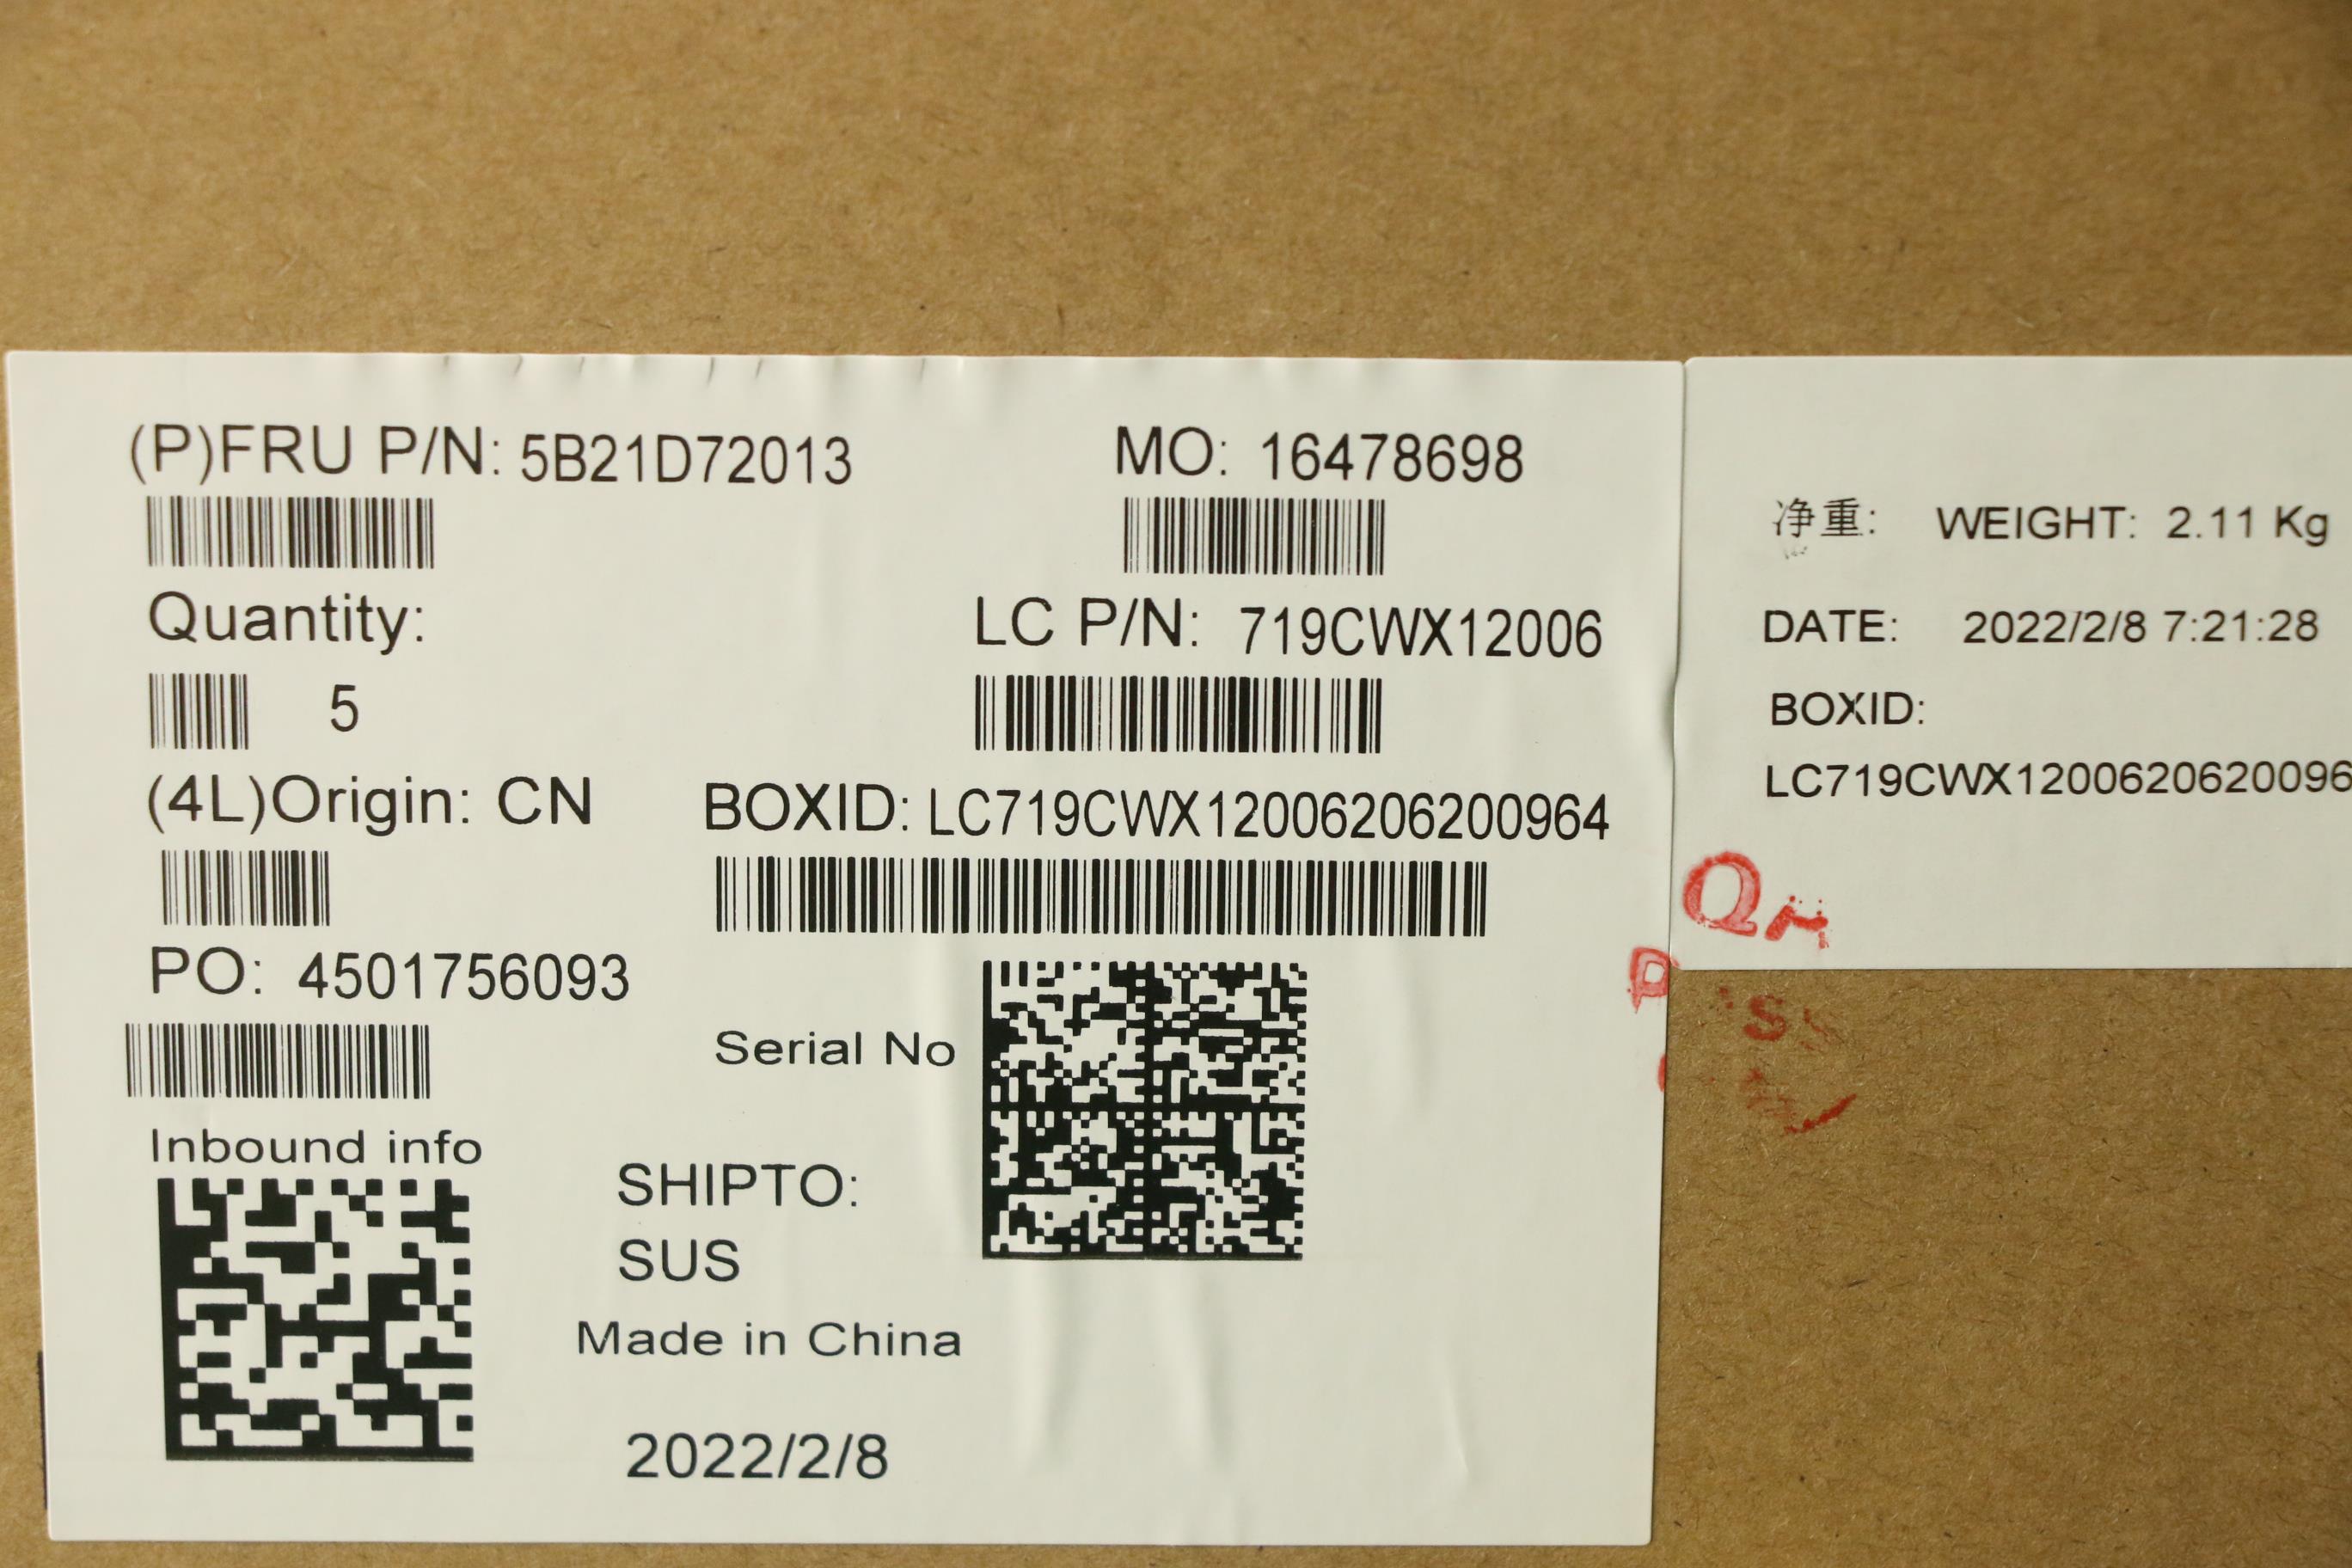 (P)FRU P/N: 5B21D72013
MO: 16478698
Quantity:
5
LC P/N: 719CWX12006
(4L)Origin: CN
BOXID: LC719CWX12006206200964
PO: 4501756093
Serial No
Inbound info
SHIPTO:
SUS
Made in China
2022/2/8
净重: WEIGHT: 2.11 Kg
DATE: 2022/2/8 7:21:28
BOXID:
LC719CWX1200620620096